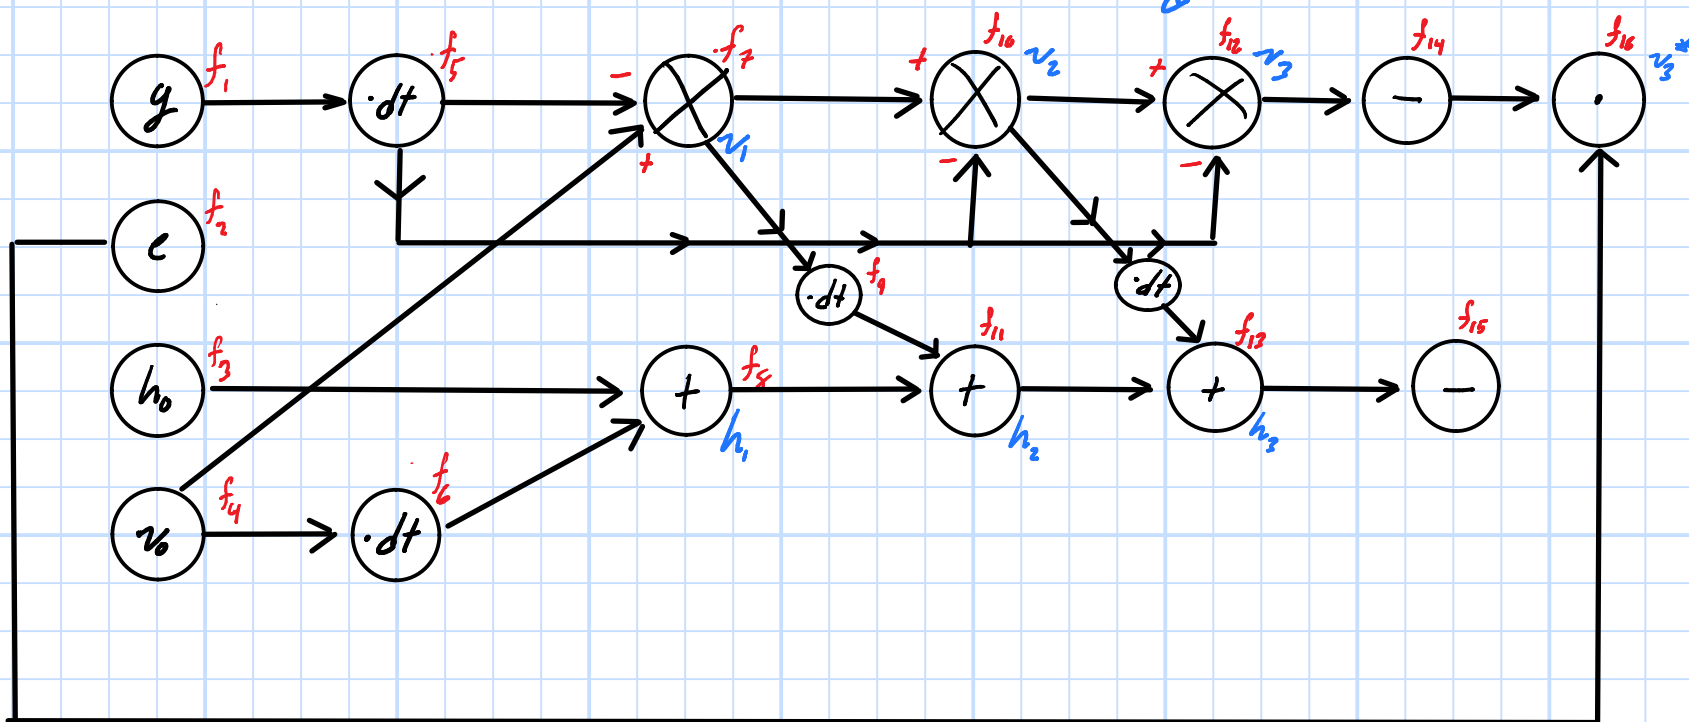 f₁₀ f₁₂ f₁₄ f₁₆
f₁ f₅ f₇ v₂ v₃ v₃*
y ·dt − + + − ·
+ v₁ − −
f₂
e
f₉ ·dt ·dt
f₃ f₈ f₁₁ f₁₃ f₁₅
h₀ + + + −
h₁ h₂ h₃
f₄ f₆
v₀ ·dt